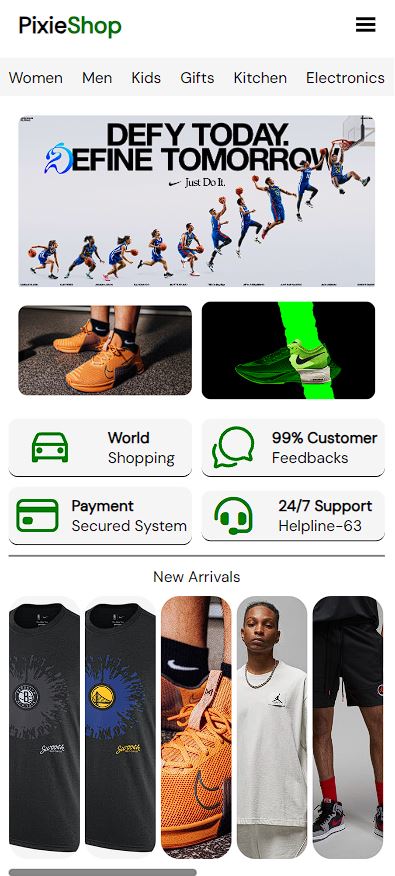 PixieShop
Women Men Kids Gifts Kitchen Electronics
DEFY TODAY.
2EFINE TOMORROW.
Just Do It.
World
Shopping
99% Customer
Feedbacks
Payment
Secured System
24/7 Support
Helpline-63
New Arrivals